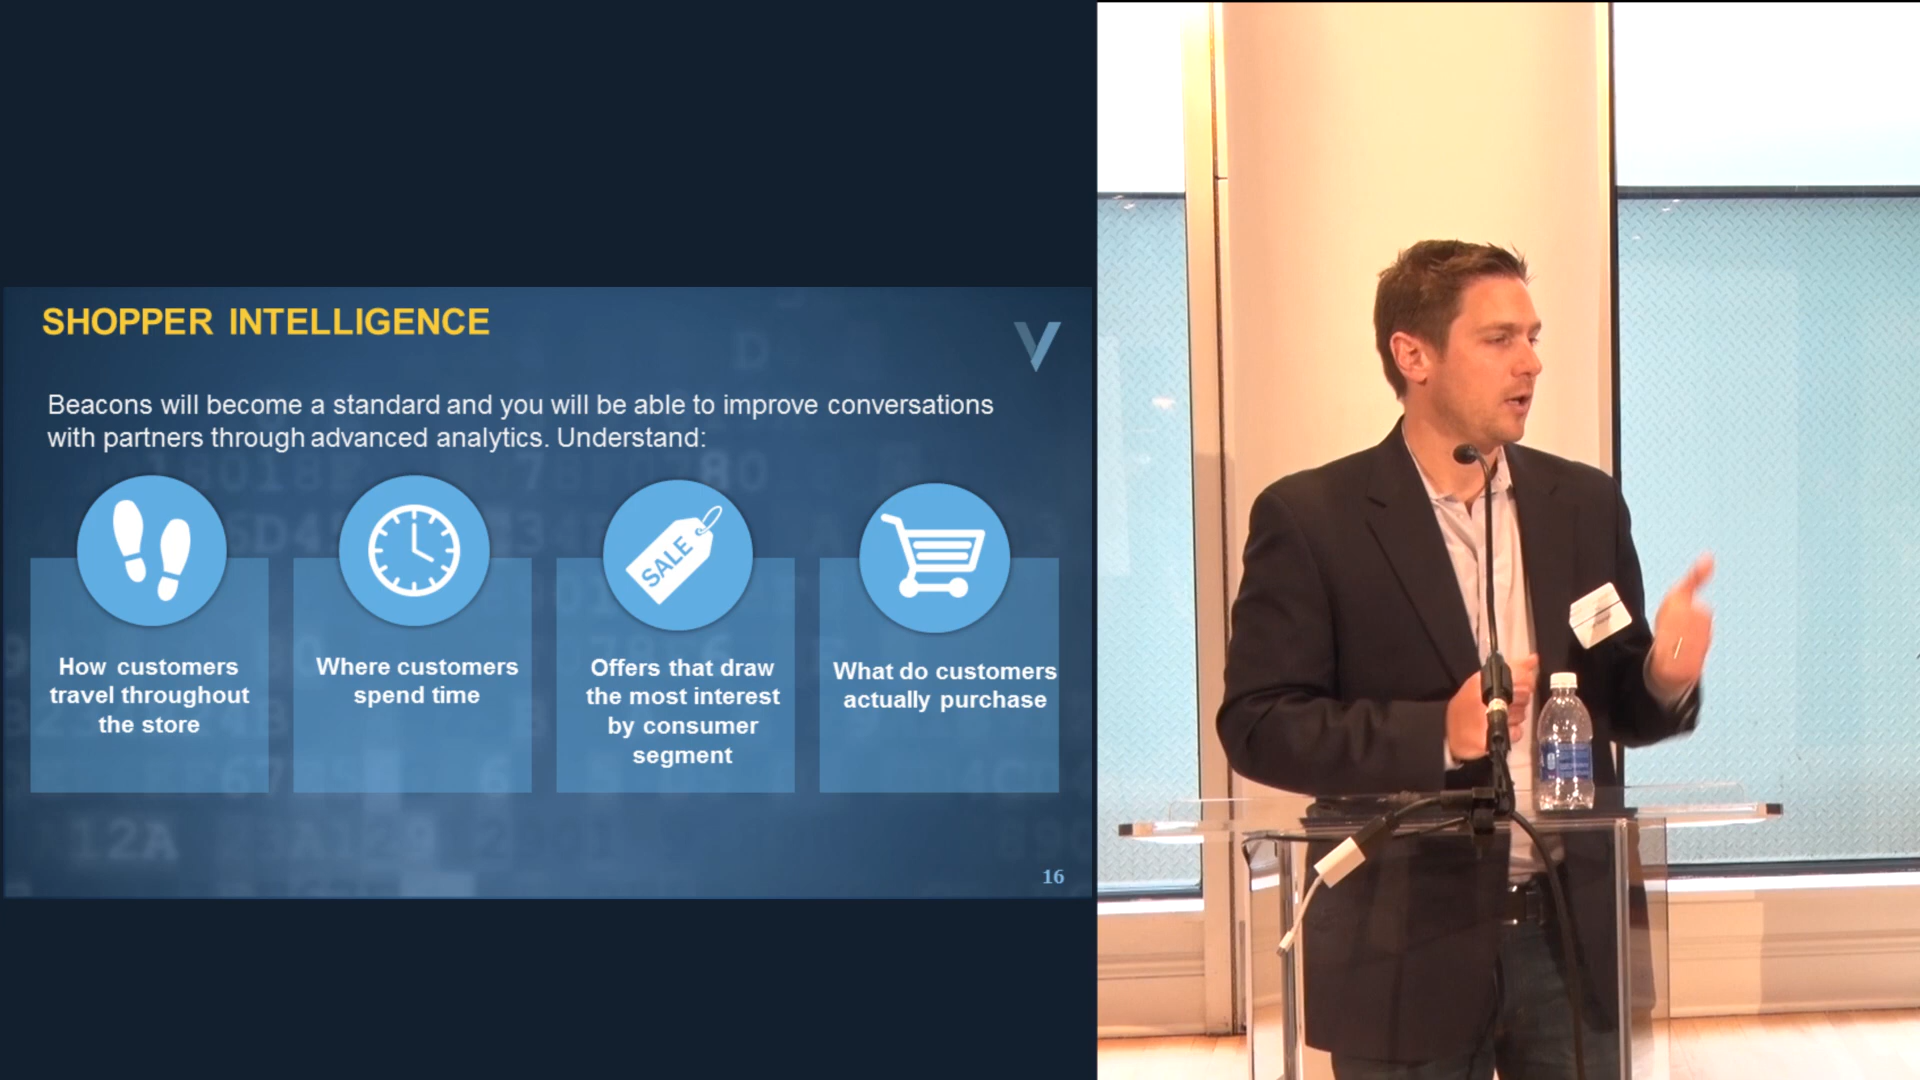 SHOPPER INTELLIGENCE
Beacons will become a standard and you will be able to improve conversations
with partners through advanced analytics. Understand:
SALE
How customers
travel throughout
the store
Where customers
spend time
Offers that draw
the most interest
by consumer
segment
What do customers
actually purchase
16